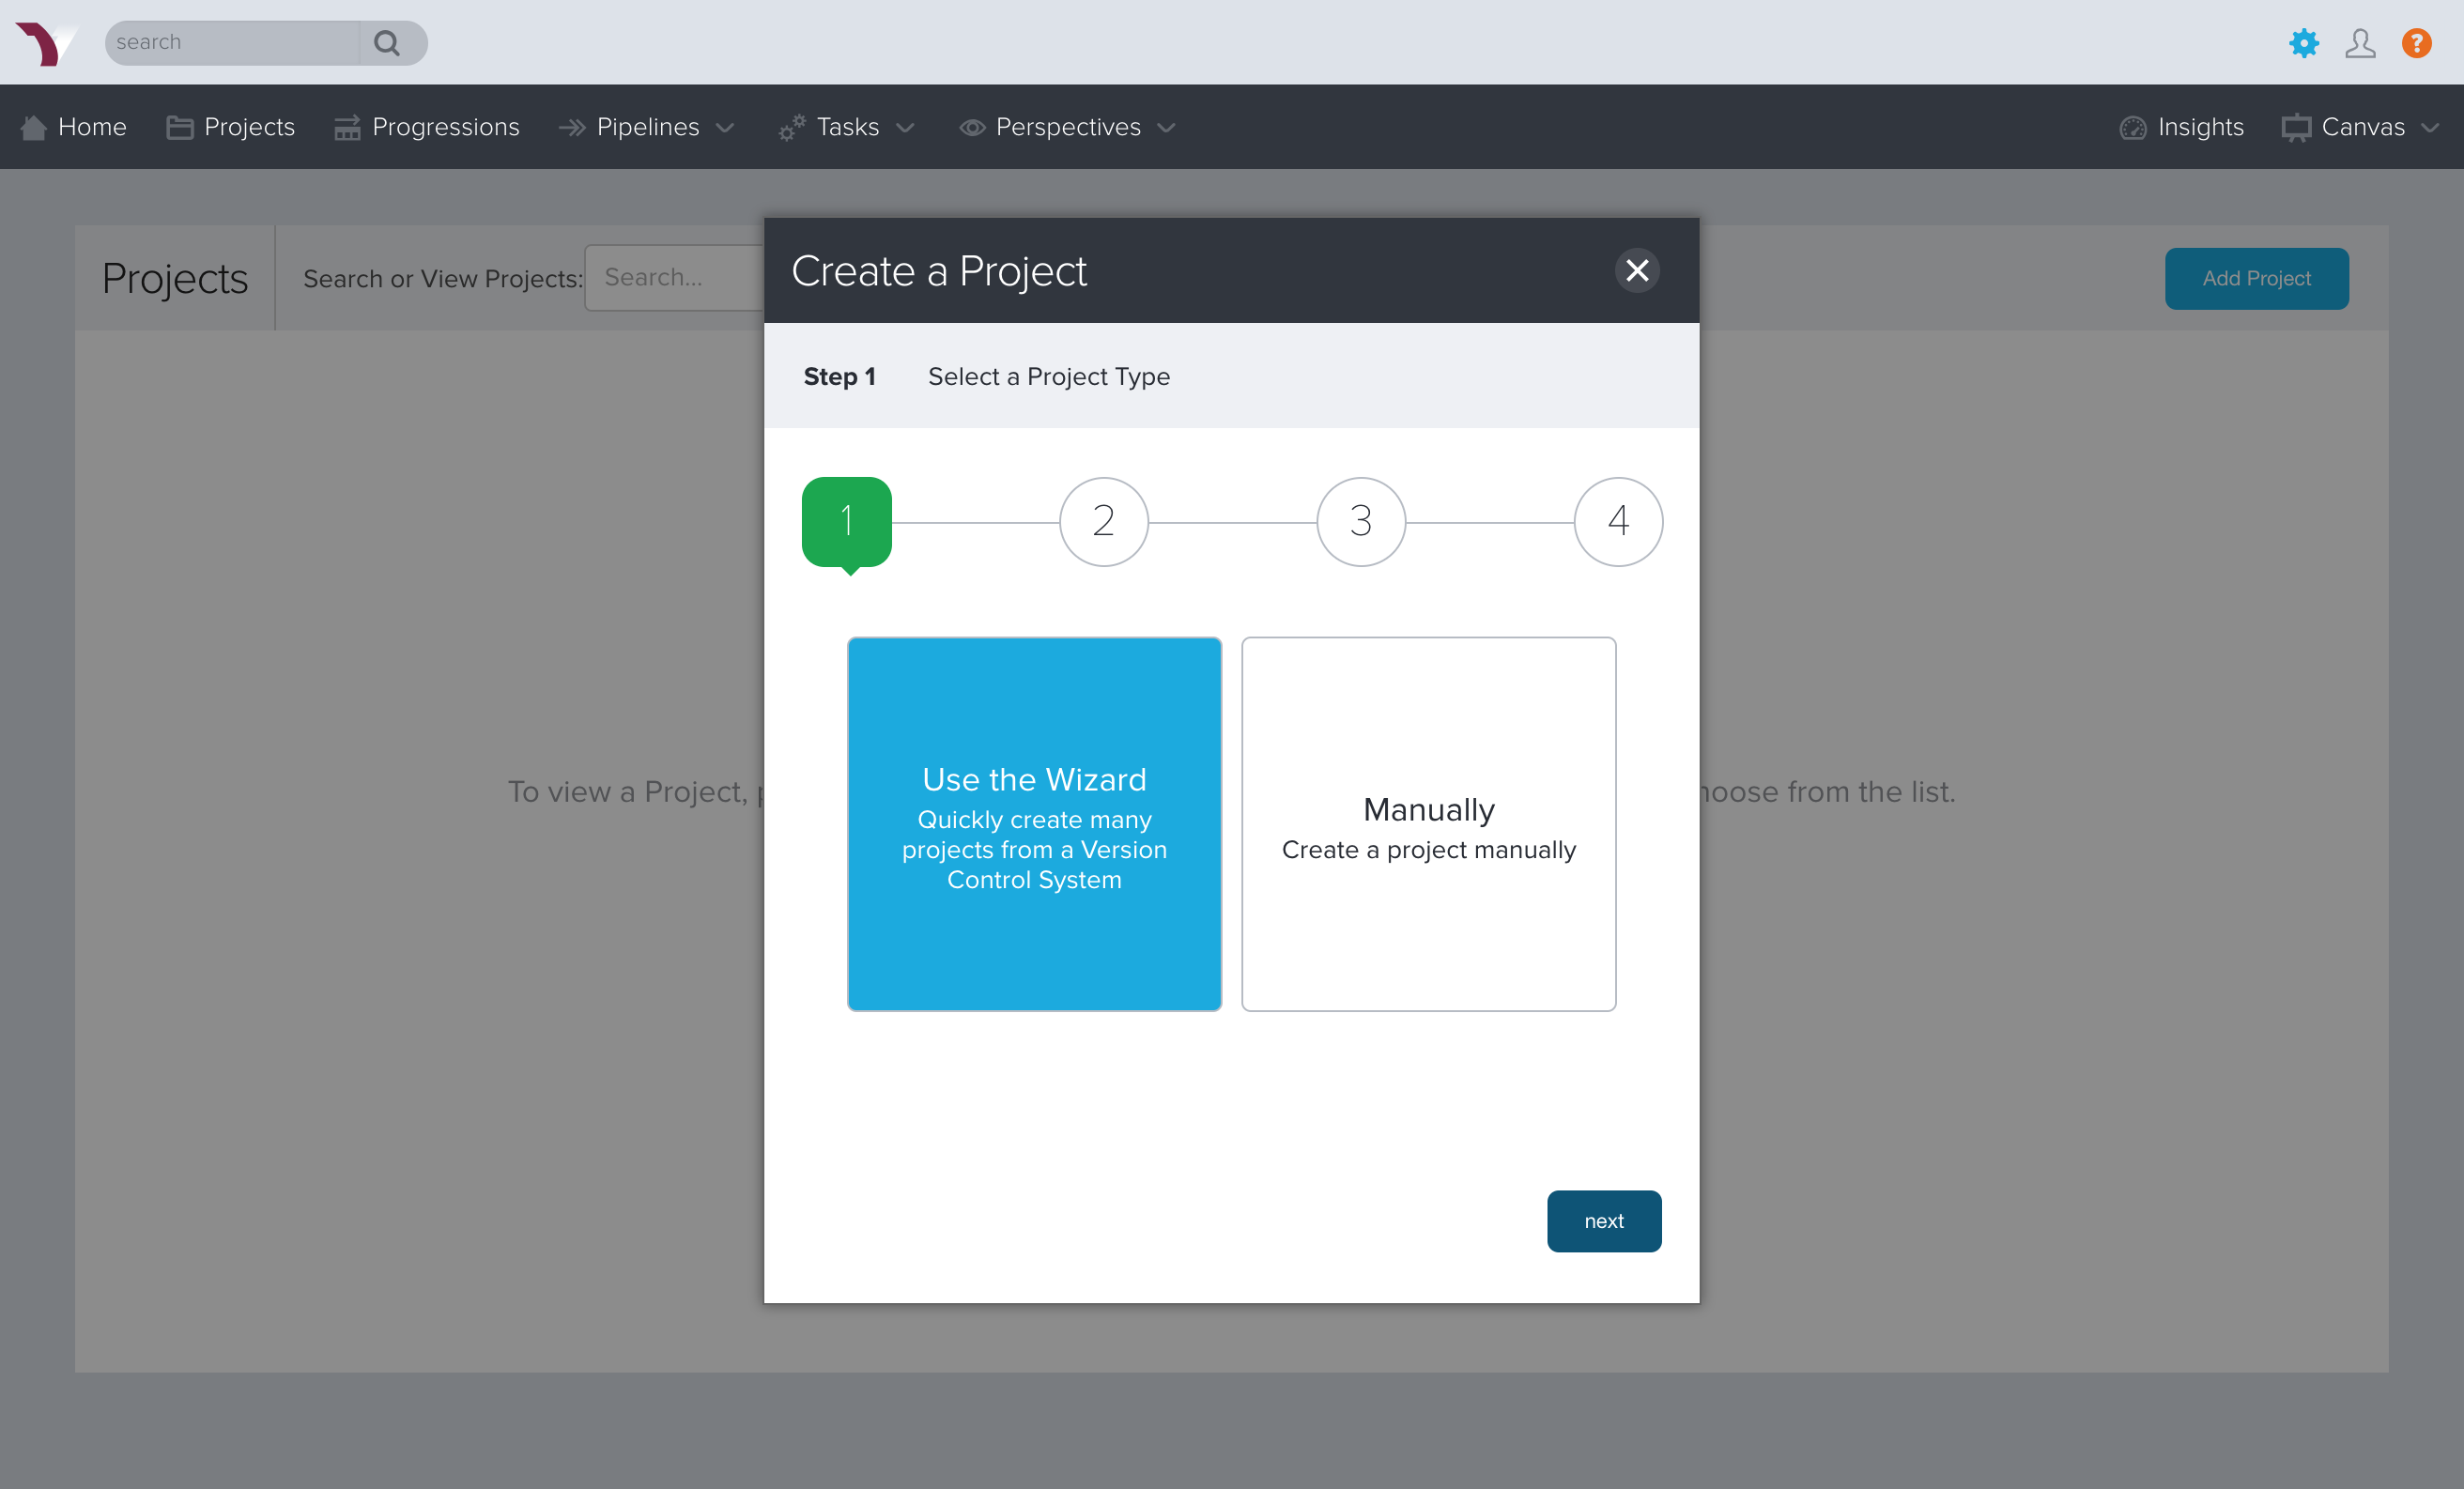 search
Home Projects Progressions Pipelines Tasks Perspectives Insights Canvas
Projects Search or View Projects: Search... Add Project
Create a Project
Step 1 Select a Project Type
1 2 3 4
Use the Wizard
Quickly create many
projects from a Version
Control System
Manually
Create a project manually
To view a Project,
from the list.
next